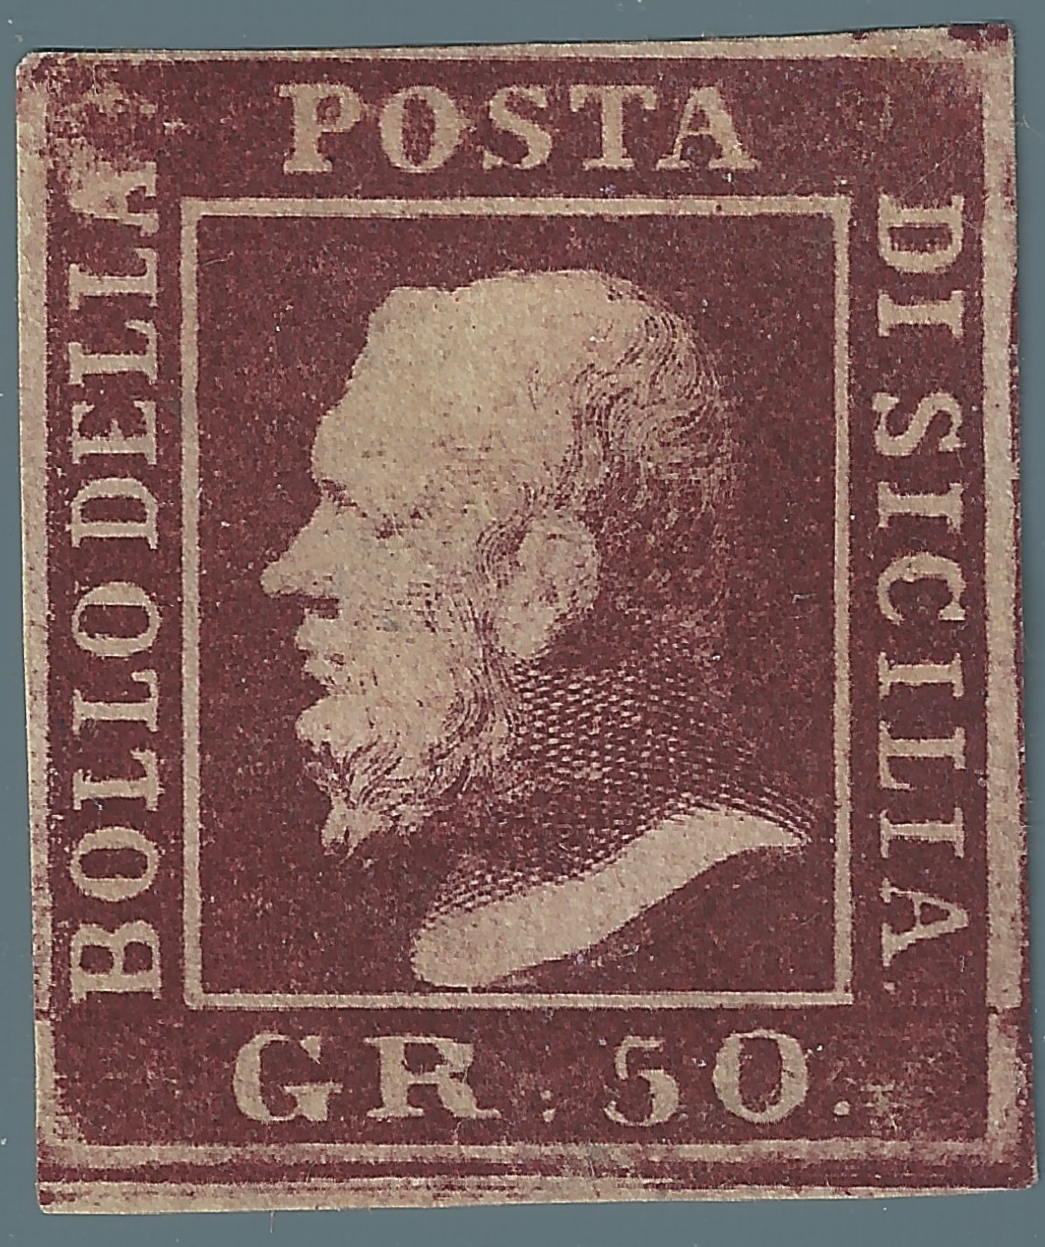 BOLLO DELLA
POSTA
DI SICILIA.
GR. 50.